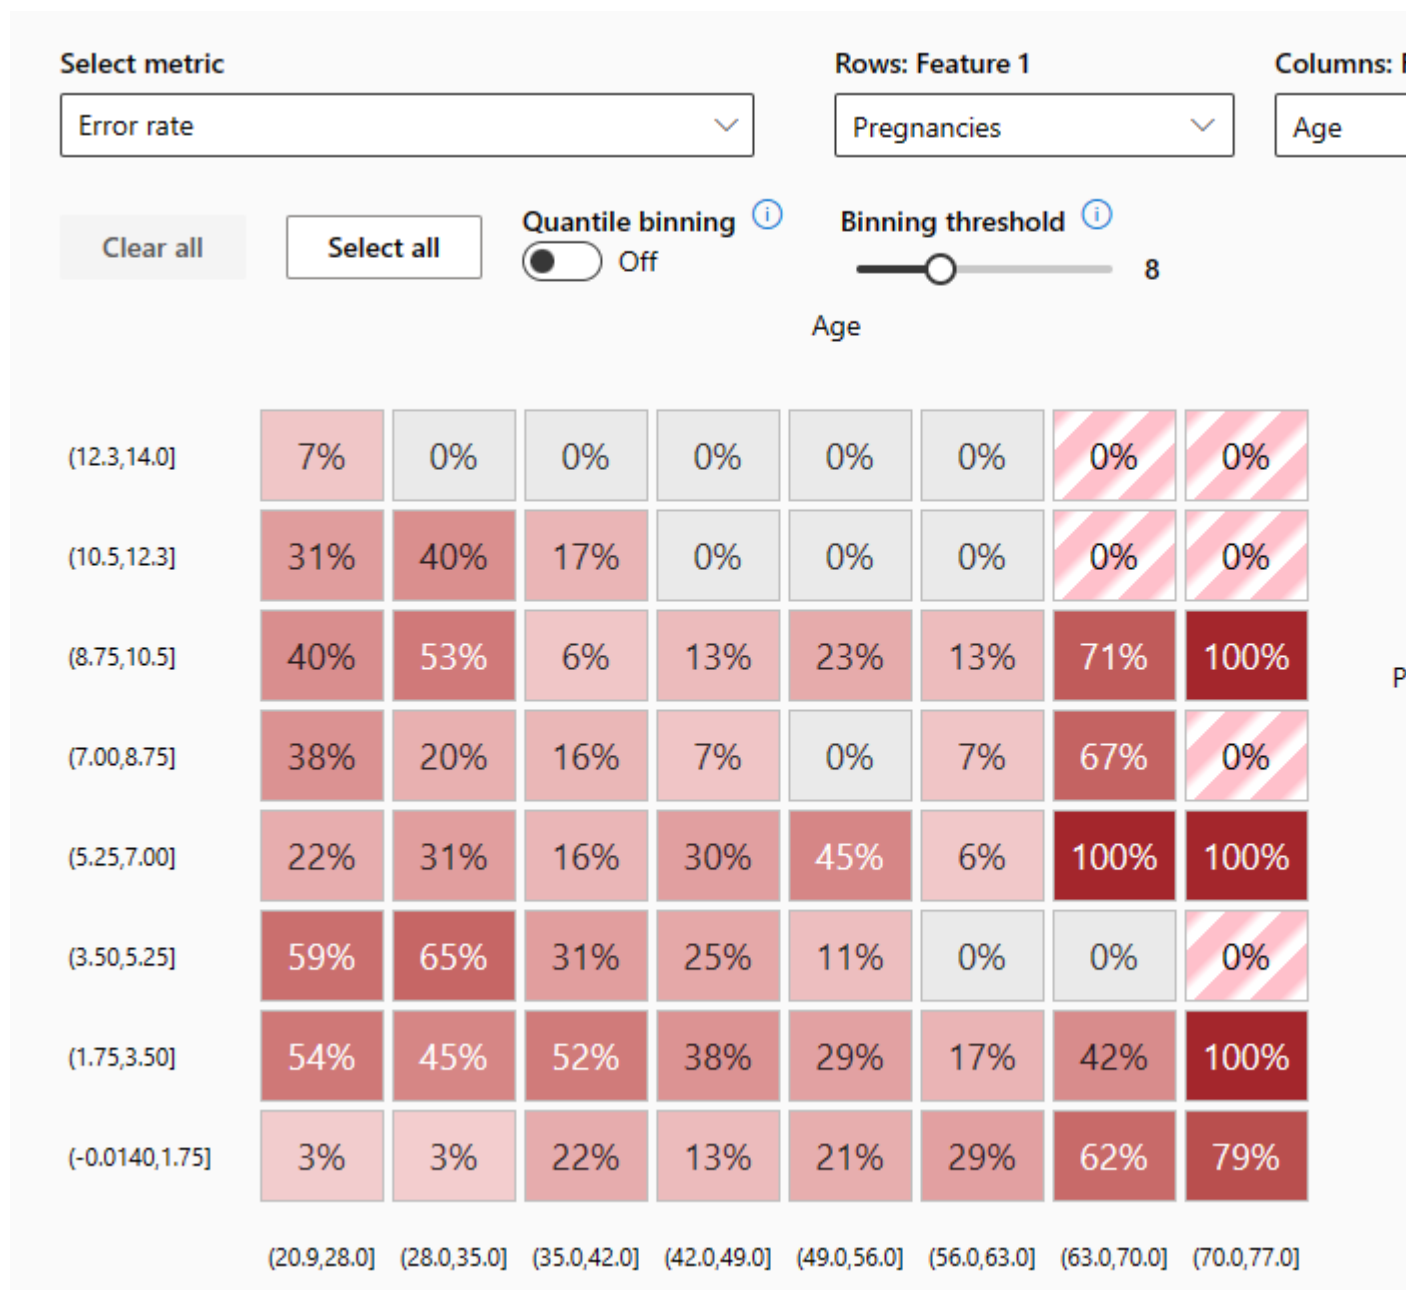 Select metric
Rows: Feature 1
Columns:
Error rate
Pregnancies
Age
Clear all
Select all
Quantile binning
Off
Binning threshold
8
Age
(12.3,14.0] 7% 0% 0% 0% 0% 0% 0% 0%
(10.5,12.3] 31% 40% 17% 0% 0% 0% 0% 0%
(8.75,10.5] 40% 53% 6% 13% 23% 13% 71% 100%
(7.00,8.75] 38% 20% 16% 7% 0% 7% 67% 0%
(5.25,7.00] 22% 31% 16% 30% 45% 6% 100% 100%
(3.50,5.25] 59% 65% 31% 25% 11% 0% 0% 0%
(1.75,3.50] 54% 45% 52% 38% 29% 17% 42% 100%
(-0.0140,1.75] 3% 3% 22% 13% 21% 29% 62% 79%
(20.9,28.0] (28.0,35.0] (35.0,42.0] (42.0,49.0] (49.0,56.0] (56.0,63.0] (63.0,70.0] (70.0,77.0]